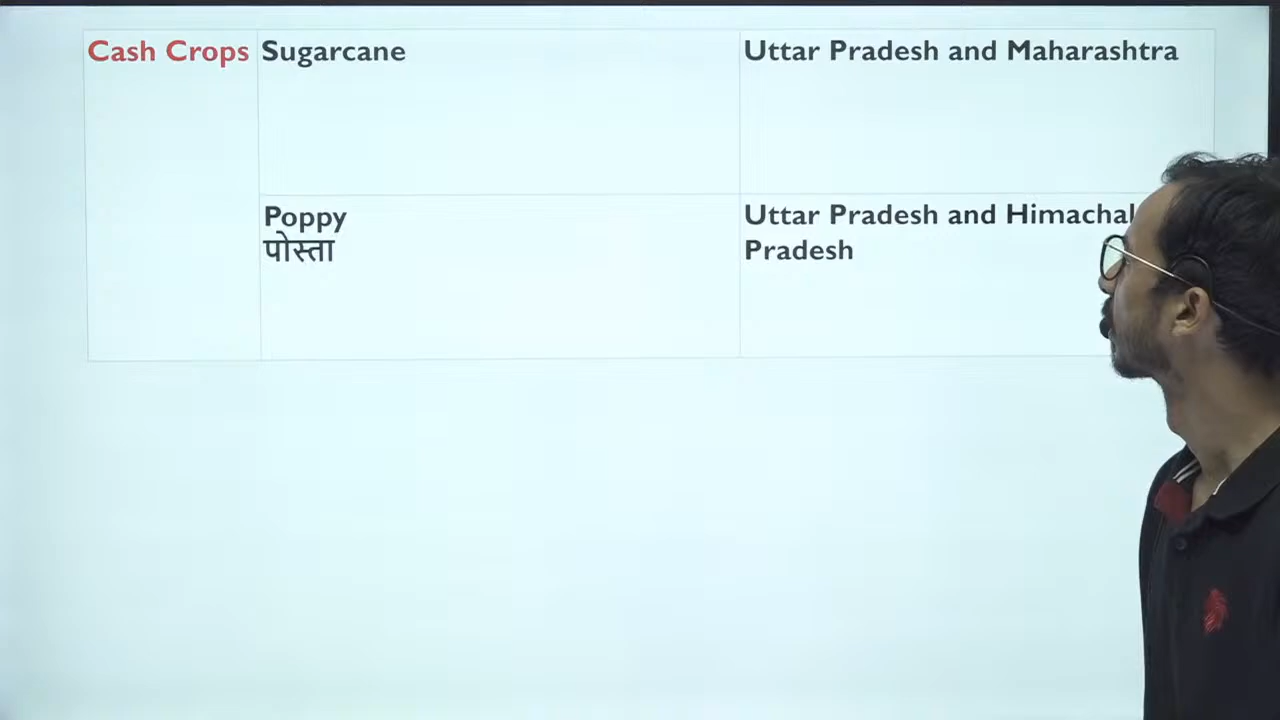 Cash Crops
Sugarcane
Uttar Pradesh and Maharashtra
Poppy
पोस्ता
Uttar Pradesh and Himachal
Pradesh